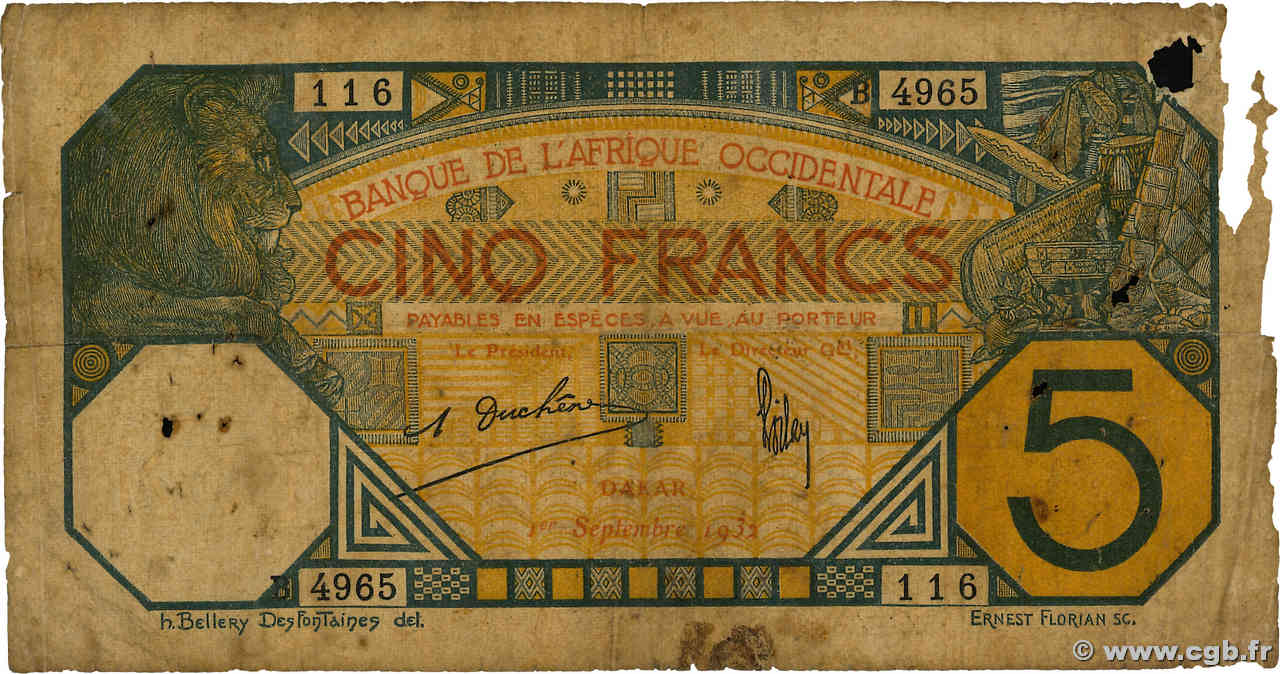 116 B 4965
BANQUE DE L'AFRIQUE OCCIDENTALE
CINQ FRANCS
PAYABLES EN ESPÈCES A VUE AU PORTEUR
Le Président, Le Directeur Gal.
A Duchêne
DAKAR
1er Septembre 1932
5
B 4965 116
h. Bellery Desfontaines del. ERNEST FLORIAN SC.
© www.cgb.fr